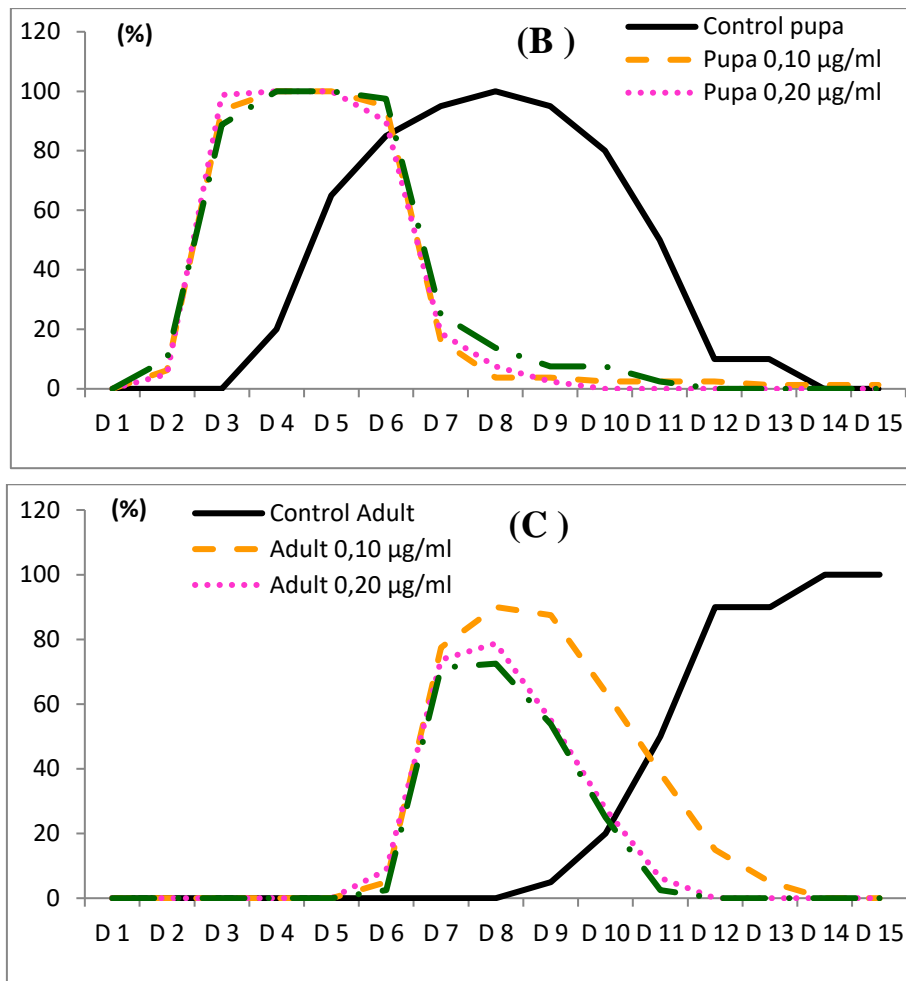 120
(%)
(B )
Control pupa
Pupa 0,10 µg/ml
Pupa 0,20 µg/ml
100
80
60
40
20
0
D 1 D 2 D 3 D 4 D 5 D 6 D 7 D 8 D 9 D 10 D 11 D 12 D 13 D 14 D 15
120
(%)
(C )
Control Adult
Adult 0,10 µg/ml
Adult 0,20 µg/ml
100
80
60
40
20
0
D 1 D 2 D 3 D 4 D 5 D 6 D 7 D 8 D 9 D 10 D 11 D 12 D 13 D 14 D 15